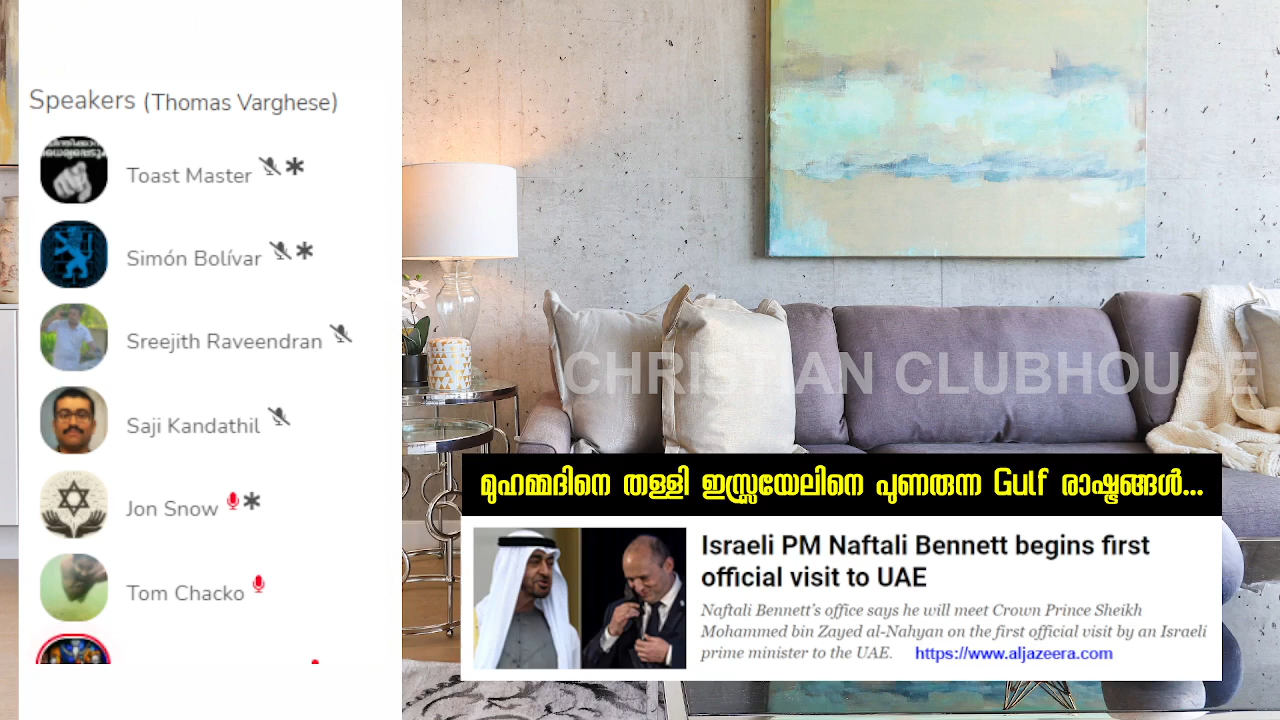 Speakers (Thomas Varghese)
Toast Master
Simón Bolívar
Sreejith Raveendran
Saji Kandathil
Jon Snow
Tom Chacko
CHRISTIAN CLUBHOUSE
മുഹമ്മദിനെ തള്ളി ഇസ്രയേലിനെ പുണരുന്ന Gulf രാഷ്ട്രങ്ങൾ...
Israeli PM Naftali Bennett begins first
official visit to UAE
Naftali Bennett's office says he will meet Crown Prince Sheikh
Mohammed bin Zayed al-Nahyan on the first official visit by an Israeli
prime minister to the UAE. https://www.aljazeera.com